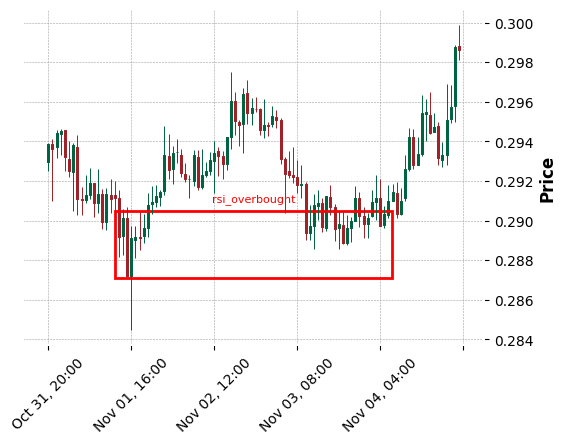 0.300
0.298
0.296
0.294
0.292
0.290
0.288
0.286
0.284
Price
rsi_overbought
Oct 31, 20:00
Nov 01, 16:00
Nov 02, 12:00
Nov 03, 08:00
Nov 04, 04:00